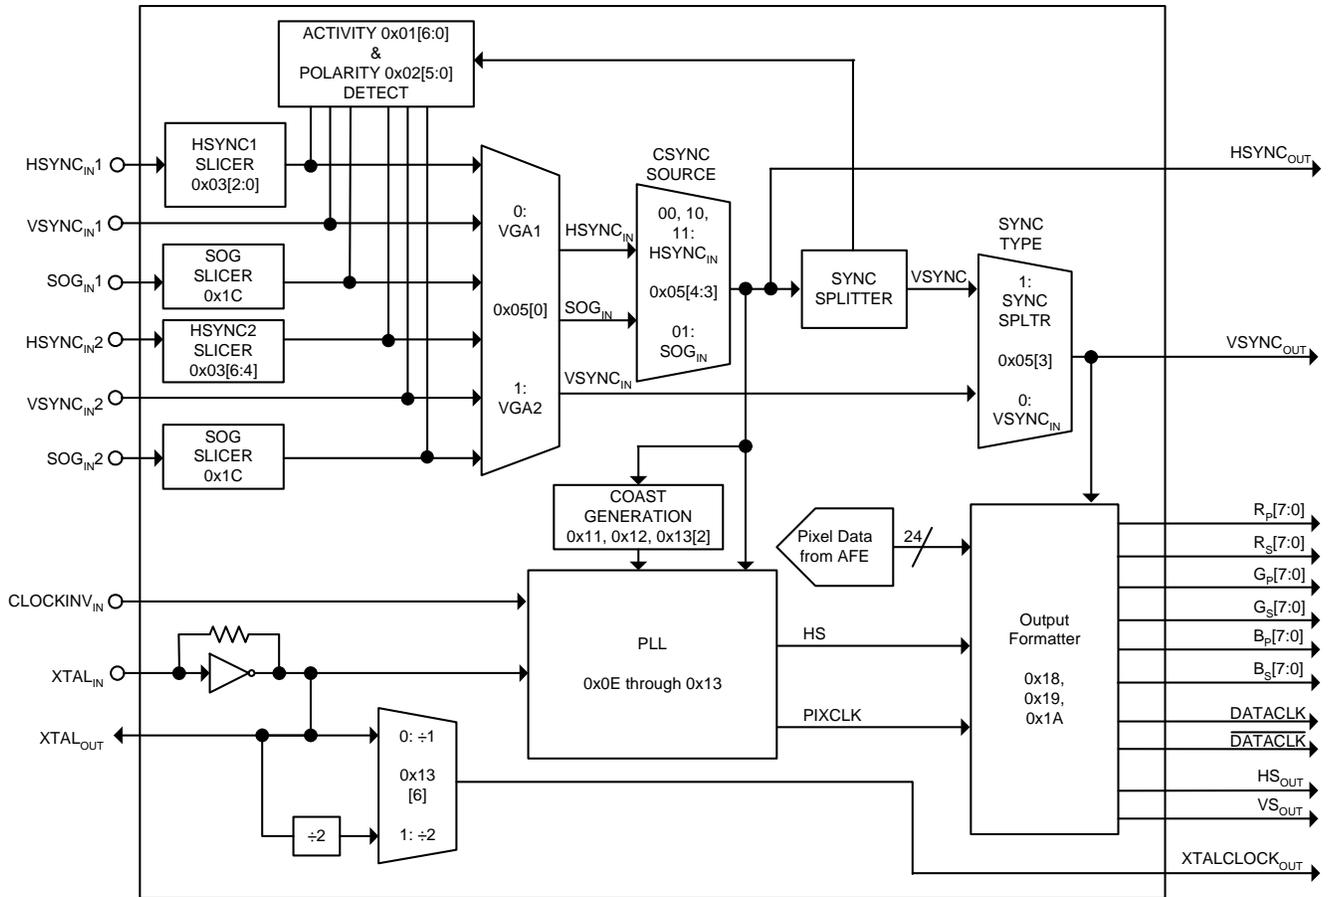 ACTIVITY 0x01[6:0]
&
POLARITY 0x02[5:0]
DETECT
HSYNCIN1
HSYNC1
SLICER
0x03[2:0]
VSYNCIN1
SOGIN1
SOG
SLICER
0x1C
HSYNCIN2
HSYNC2
SLICER
0x03[6:4]
VSYNCIN2
SOGIN2
SOG
SLICER
0x1C
0:
VGA1
0x05[0]
1:
VGA2
HSYNCIN
SOGIN
VSYNCIN
CSYNC
SOURCE
00, 10,
11:
HSYNCIN
0x05[4:3]
01:
SOGIN
SYNC
SPLITTER
VSYNC
SYNC
TYPE
1:
SYNC
SPLTR
0x05[3]
0:
VSYNCIN
HSYNCOUT
VSYNCOUT
COAST
GENERATION
0x11, 0x12, 0x13[2]
Pixel Data
from AFE
24
CLOCKINVIN
XTALIN
XTALOUT
PLL
0x0E through 0x13
HS
PIXCLK
0: ÷1
0x13
[6]
1: ÷2
÷2
Output
Formatter
0x18,
0x19,
0x1A
RP[7:0]
RS[7:0]
GP[7:0]
GS[7:0]
BP[7:0]
BS[7:0]
DATACLK
DATACLK
HSOUT
VSOUT
XTALCLOCKOUT